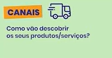 CANAIS
Como vão descobrir
os seus produtos/serviços?